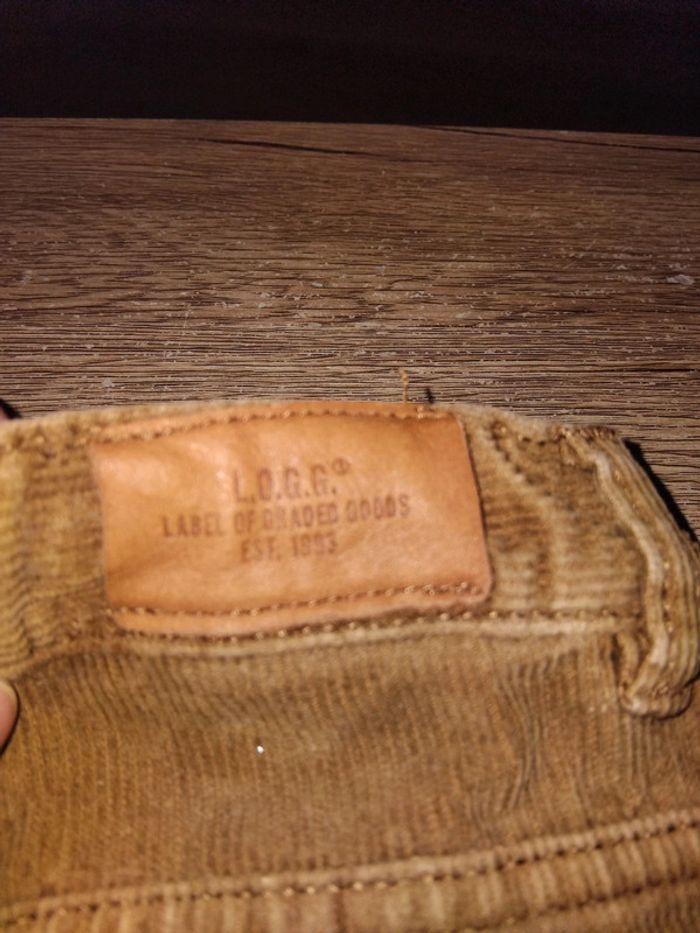 L.O.G.G.®
LABEL OF GRADED GOODS
EST. 1993